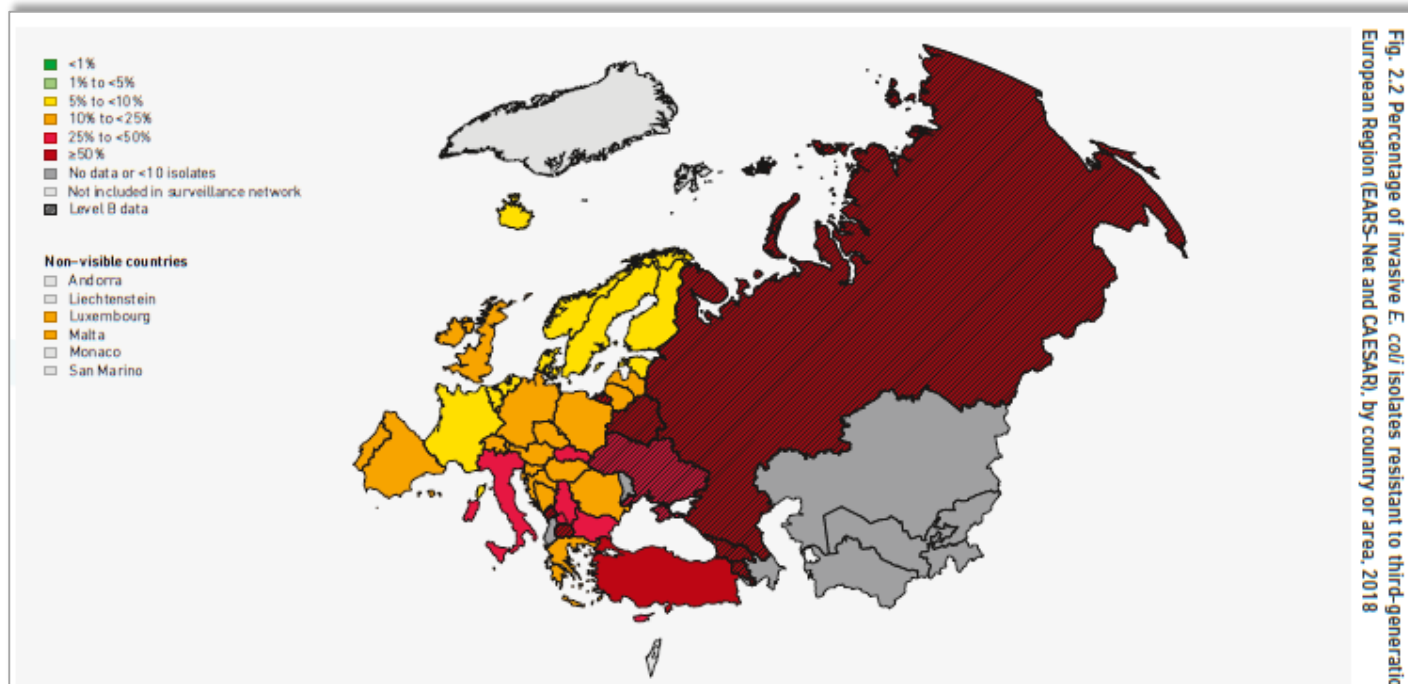 <1%
1% to <5%
5% to <10%
10% to <25%
25% to <50%
≥50%
No data or <10 isolates
Not included in surveillance network
Level B data
Non-visible countries
Andorra
Liechtenstein
Luxembourg
Malta
Monaco
San Marino
Fig. 2.2 Percentage of invasive E. coli isolates resistant to third-generatio
European Region (EARS-Net and CAESAR), by country or area, 2018